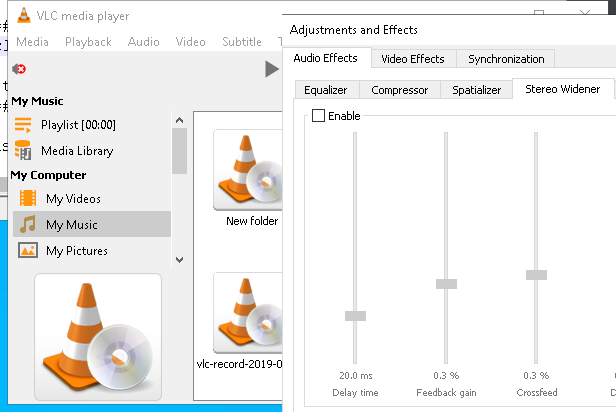 VLC media player
Media Playback Audio Video Subtitle
My Music
Playlist [00:00]
Media Library
My Computer
My Videos
My Music
My Pictures
New folder
vlc-record-2019-0
Adjustments and Effects
Audio Effects Video Effects Synchronization
Equalizer Compressor Spatializer Stereo Widener
Enable
20.0 ms 0.3 % 0.3 %
Delay time Feedback gain Crossfeed